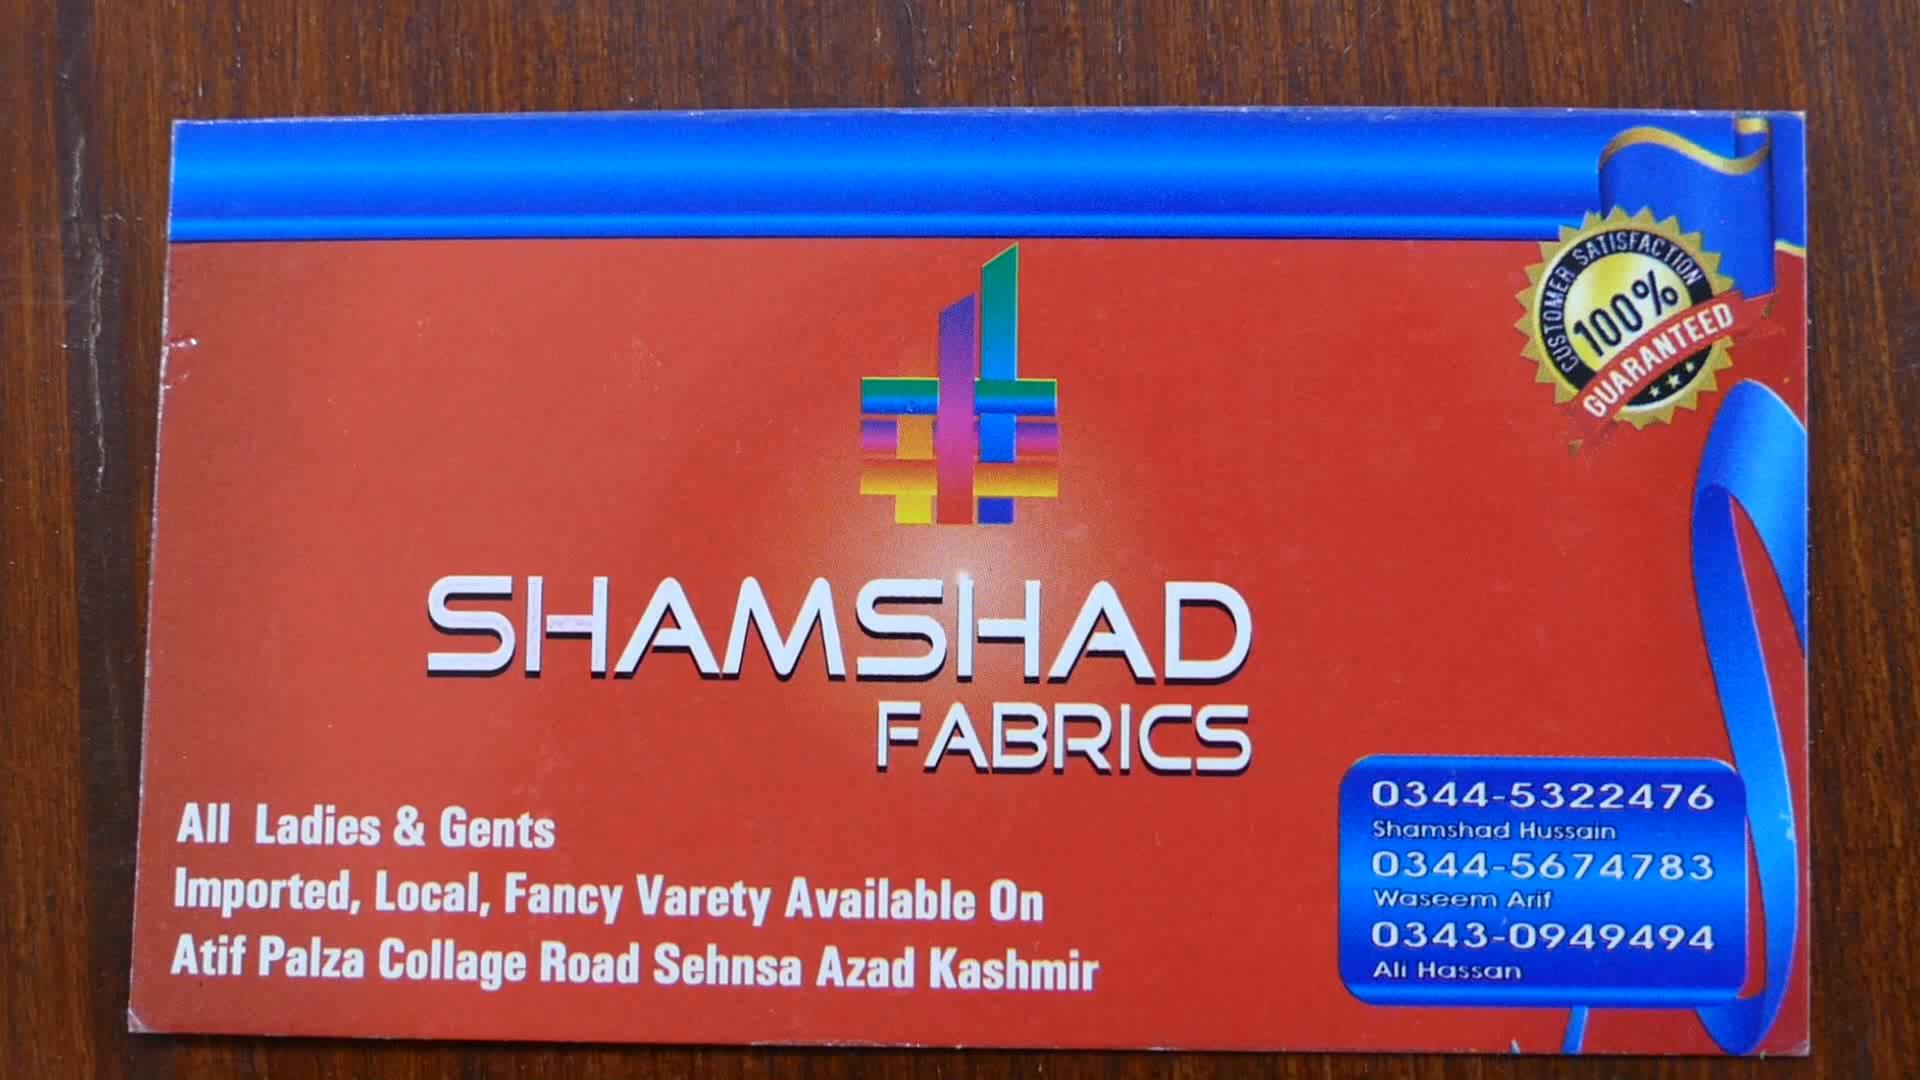 CUSTOMER SATISFACTION
100%
GUARANTEED
SHAMSHAD
FABRICS
All Ladies & Gents
Imported, Local, Fancy Varety Available On
Atif Palza Collage Road Sehnsa Azad Kashmir
0344-5322476
Shamshad Hussain
0344-5674783
Waseem Arif
0343-0949494
Ali Hassan